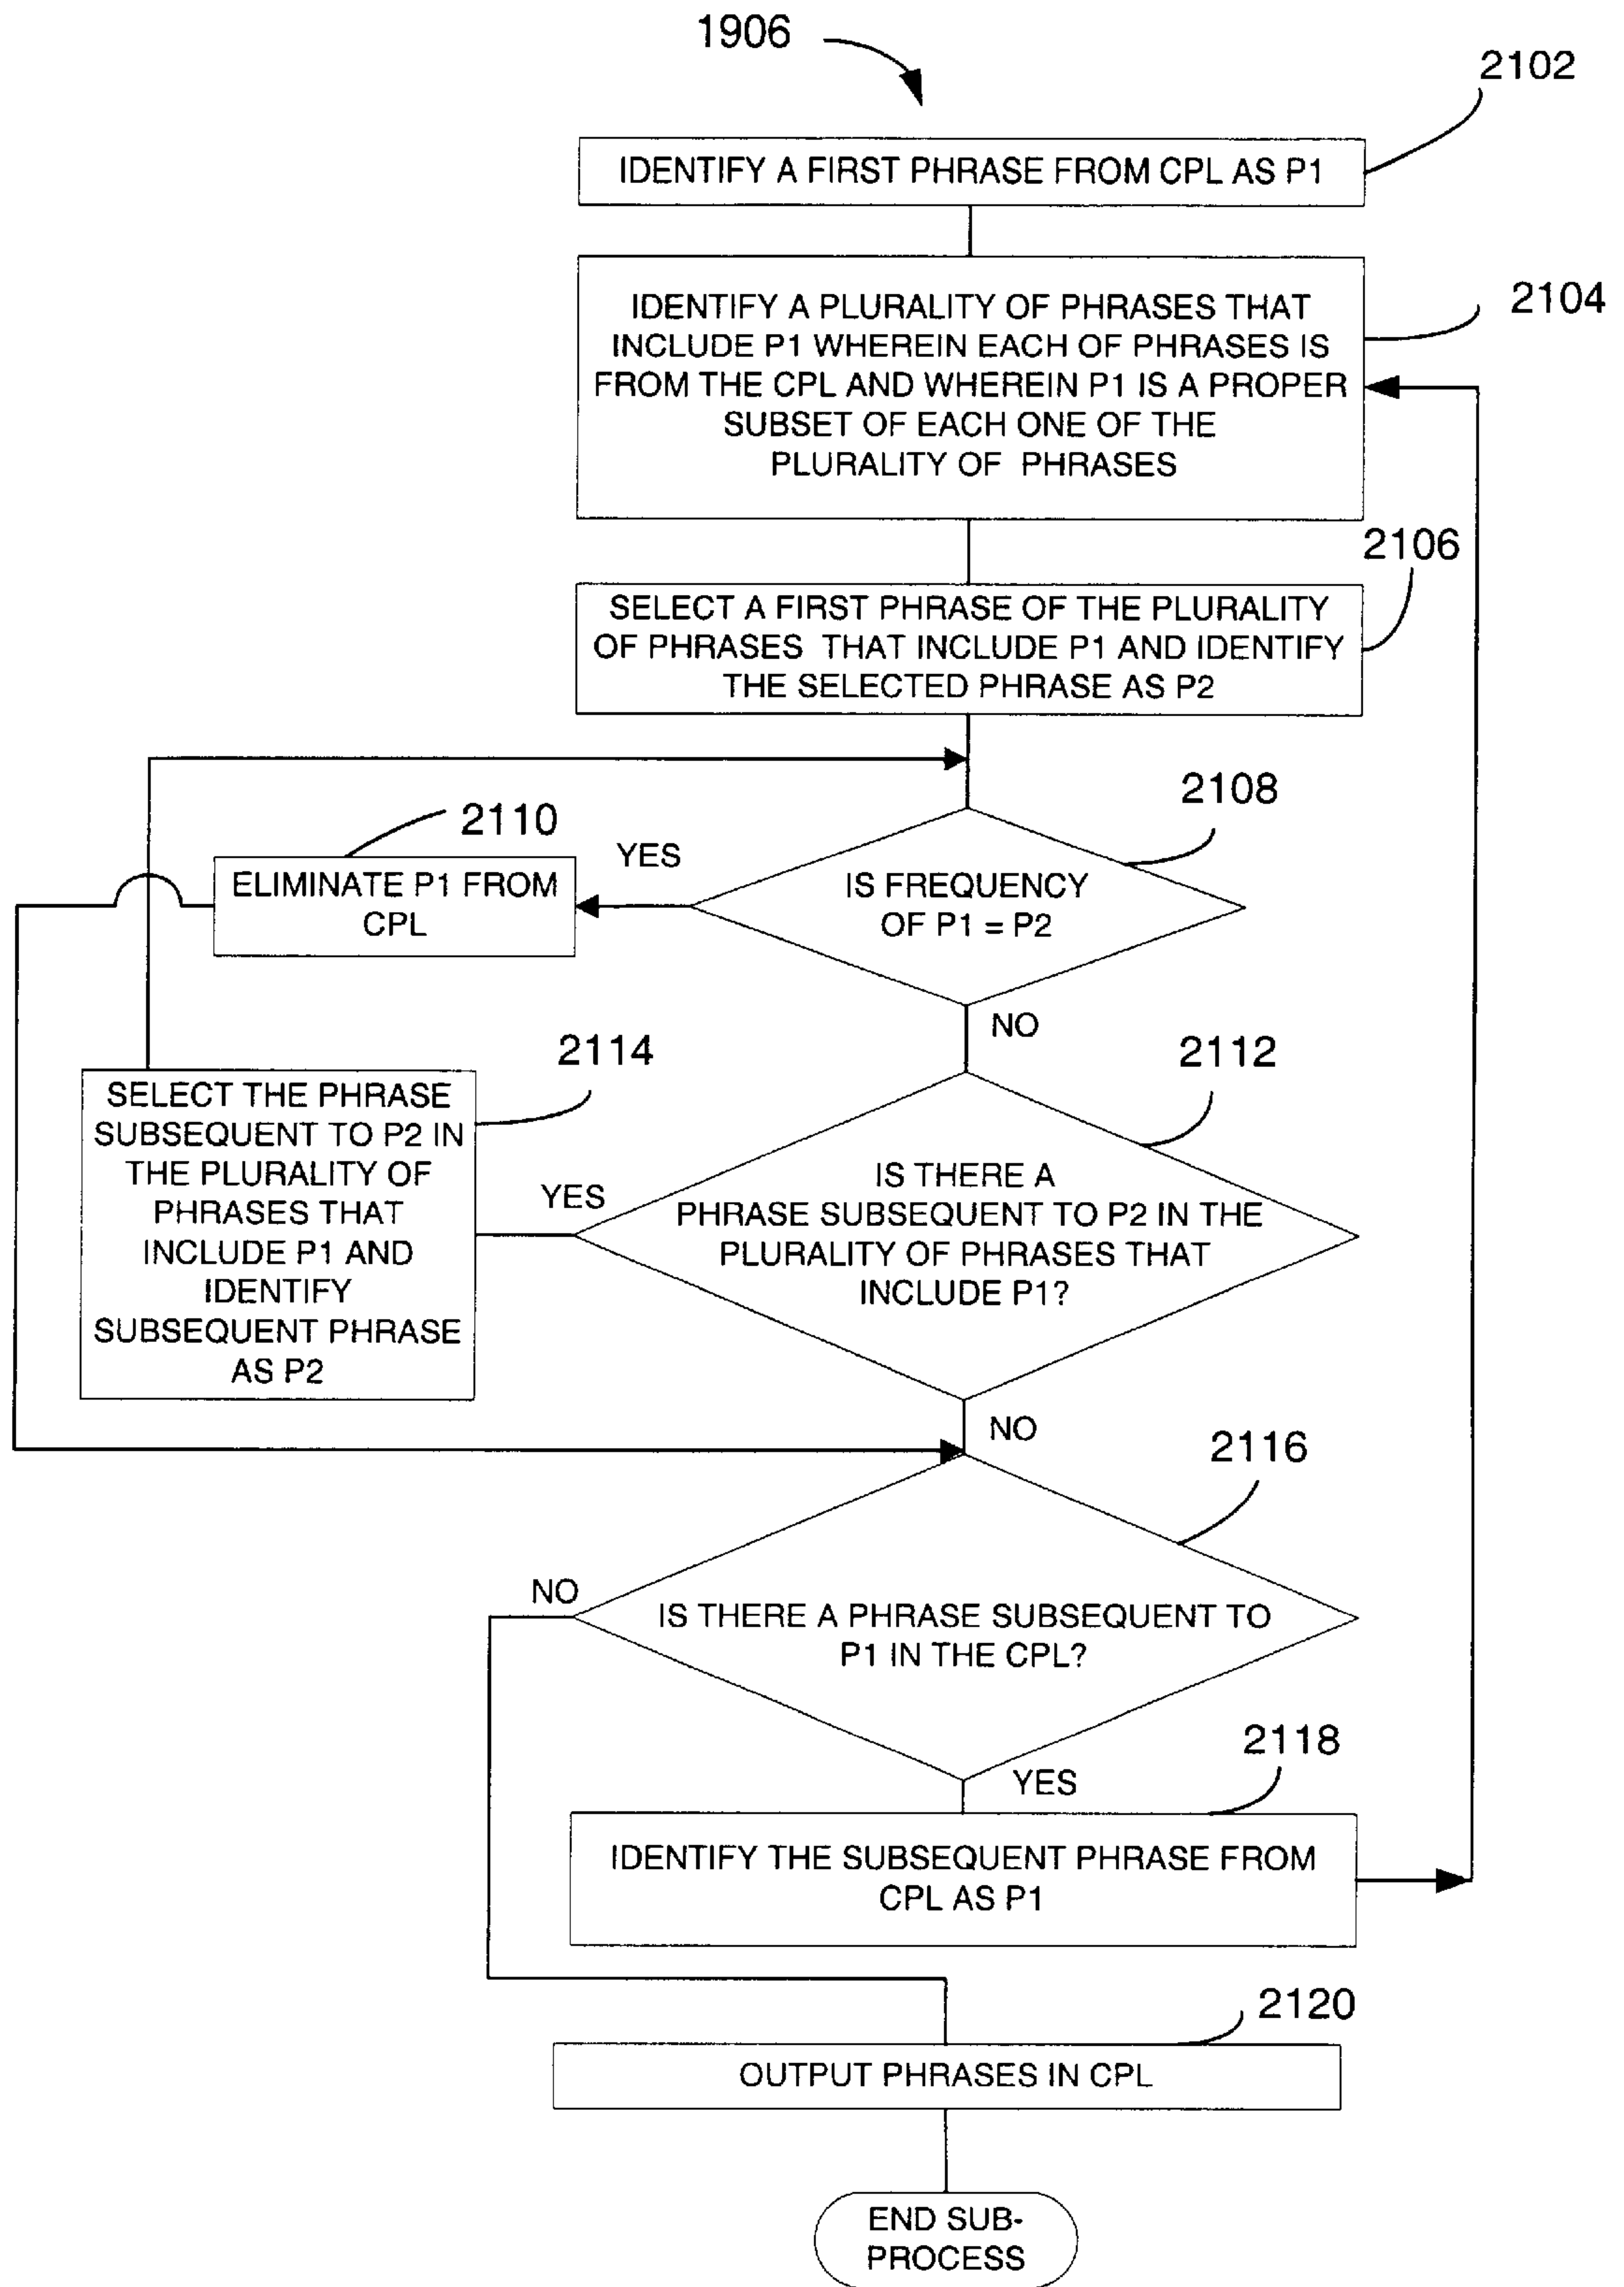 1906
2102
IDENTIFY A FIRST PHRASE FROM CPL AS P1
2104
IDENTIFY A PLURALITY OF PHRASES THAT
INCLUDE P1 WHEREIN EACH OF PHRASES IS
FROM THE CPL AND WHEREIN P1 IS A PROPER
SUBSET OF EACH ONE OF THE
PLURALITY OF PHRASES
2106
SELECT A FIRST PHRASE OF THE PLURALITY
OF PHRASES THAT INCLUDE P1 AND IDENTIFY
THE SELECTED PHRASE AS P2
2108
2110
YES
ELIMINATE P1 FROM
CPL
IS FREQUENCY
OF P1 = P2
NO
2114
2112
SELECT THE PHRASE
SUBSEQUENT TO P2 IN
THE PLURALITY OF
PHRASES THAT
INCLUDE P1 AND
IDENTIFY
SUBSEQUENT PHRASE
AS P2
YES
IS THERE A
PHRASE SUBSEQUENT TO P2 IN THE
PLURALITY OF PHRASES THAT
INCLUDE P1?
NO
2116
NO
IS THERE A PHRASE SUBSEQUENT TO
P1 IN THE CPL?
2118
YES
IDENTIFY THE SUBSEQUENT PHRASE FROM
CPL AS P1
2120
OUTPUT PHRASES IN CPL
END SUB-
PROCESS